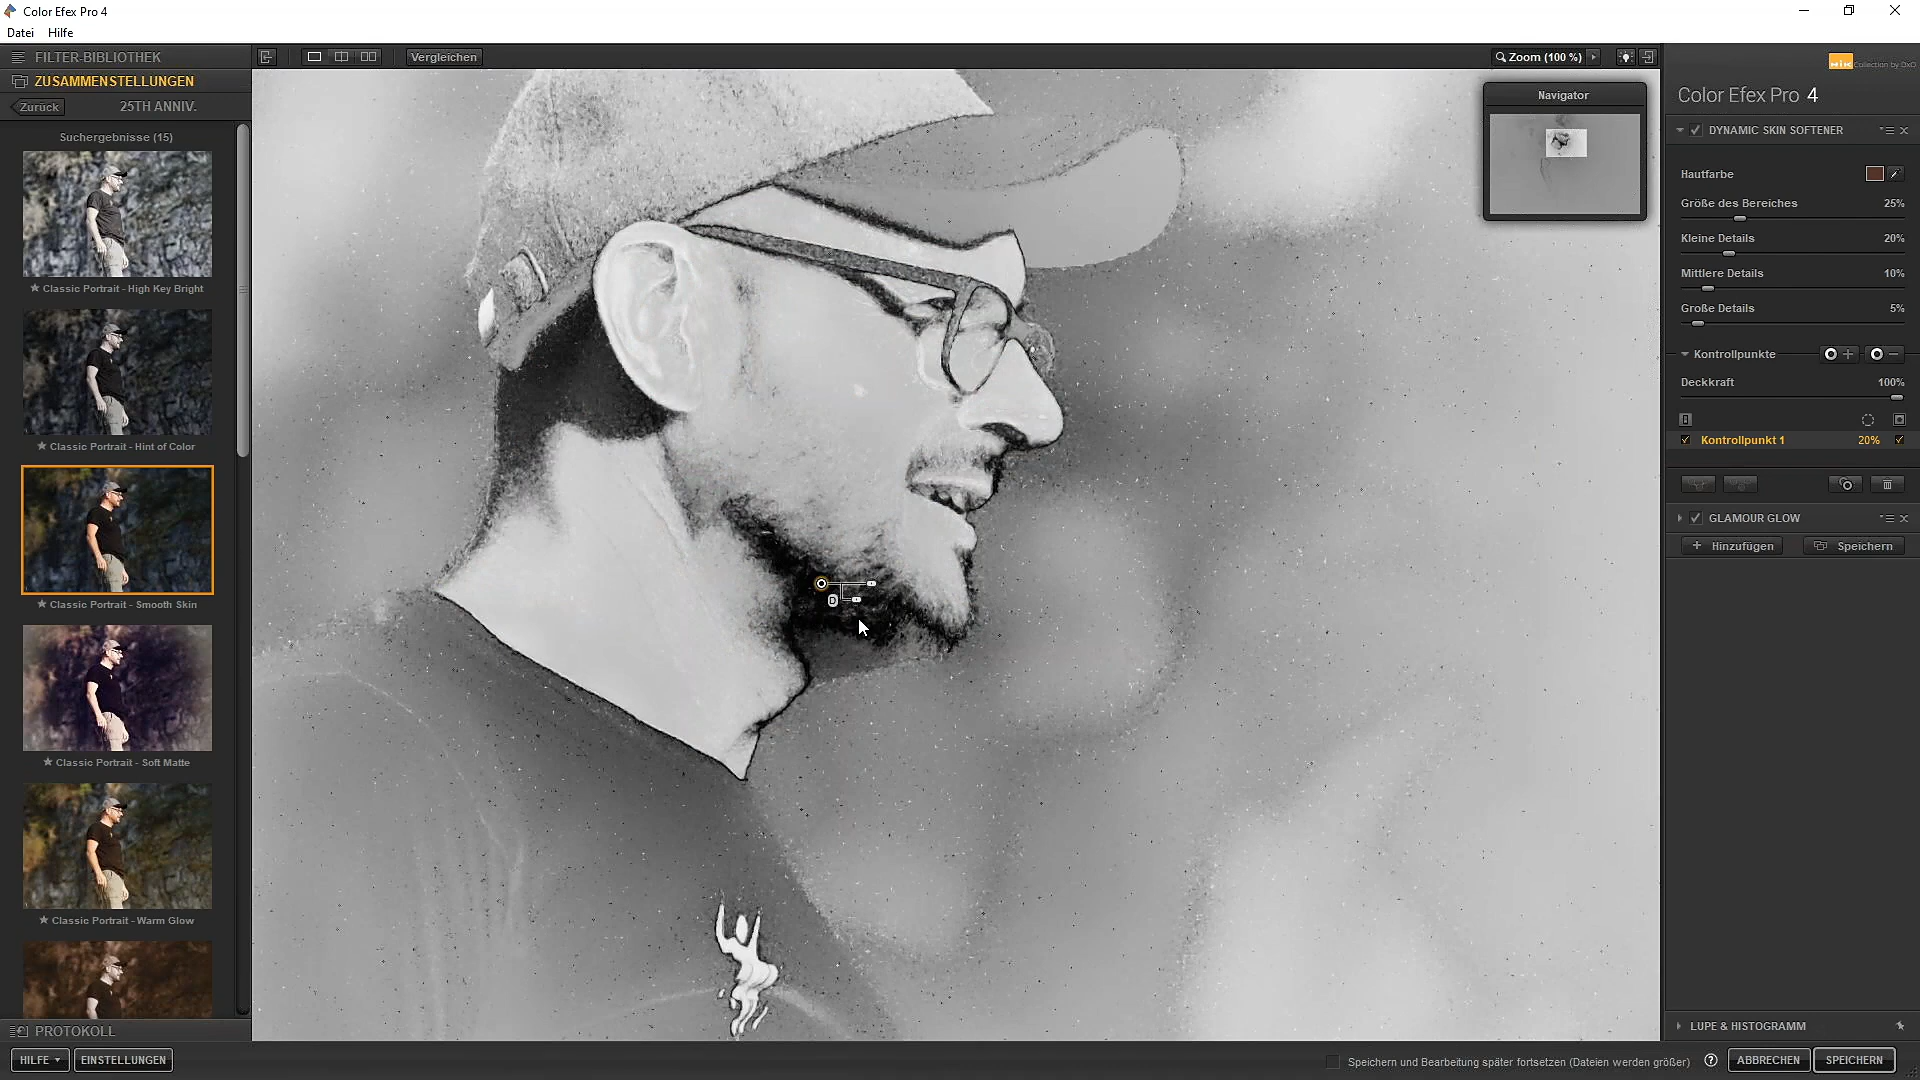 Color Efex Pro 4
Datei Hilfe
FILTER-BIBLIOTHEK
ZUSAMMENSTELLUNGEN
Zurück 25TH ANNIV.
Suchergebnisse (15)
★ Classic Portrait - High Key Bright
★ Classic Portrait - Hint of Color
★ Classic Portrait - Smooth Skin
★ Classic Portrait - Soft Matte
★ Classic Portrait - Warm Glow
PROTOKOLL
HILFE EINSTELLUNGEN
Vergleichen
Zoom (100 %)
Navigator
D
Nik Collection by DxO
Color Efex Pro 4
DYNAMIC SKIN SOFTENER
Hautfarbe
Größe des Bereiches 25%
Kleine Details 20%
Mittlere Details 10%
Große Details 5%
Kontrollpunkte
Deckkraft 100%
Kontrollpunkt 1 20%
GLAMOUR GLOW
+ Hinzufügen Speichern
LUPE & HISTOGRAMM
Speichern und Bearbeitung später fortsetzen (Dateien werden größer) ? ABBRECHEN SPEICHERN